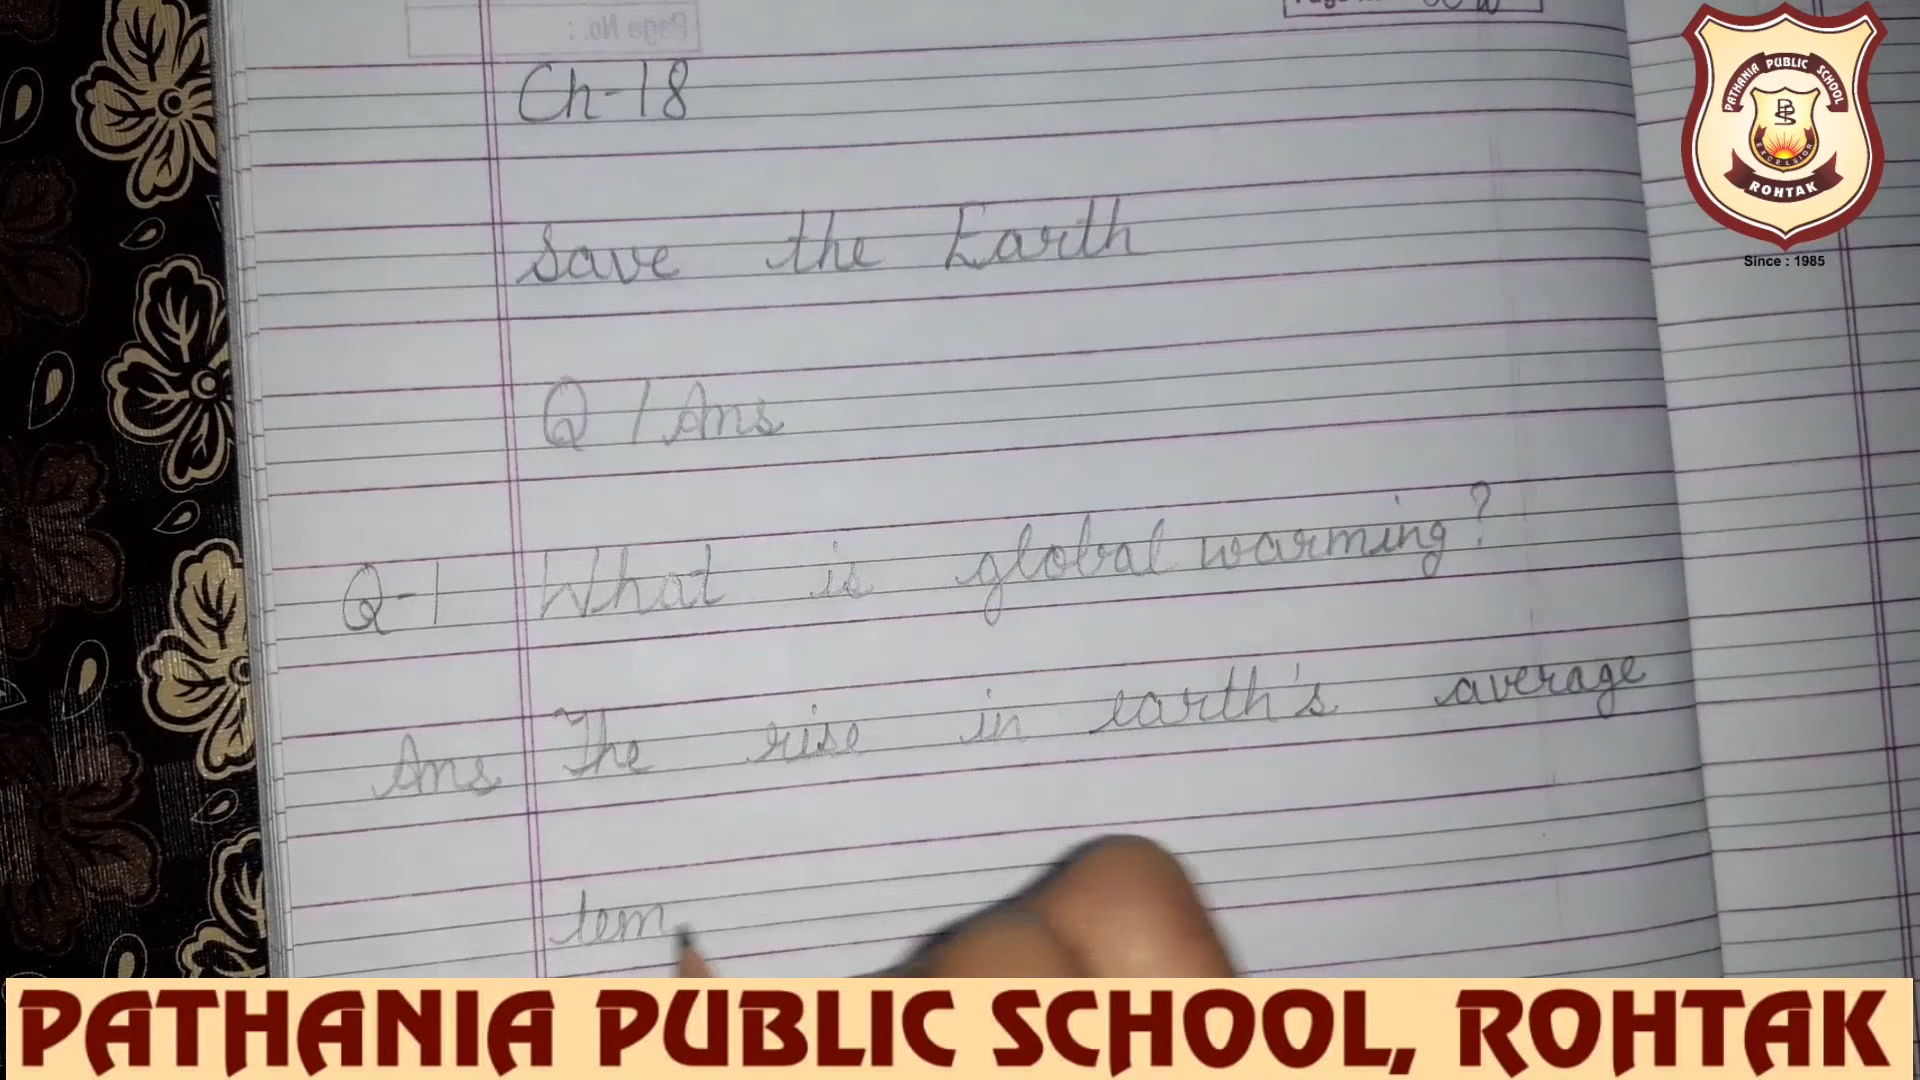 Page No.:
PATHANIA PUBLIC SCHOOL
EXCELSIOR
ROHTAK
Since : 1985
Ch-18
Save the Earth
Q / Ans
Q-1 What is global warming?
Ans The rise in earth's average
tem
PATHANIA PUBLIC SCHOOL, ROHTAK